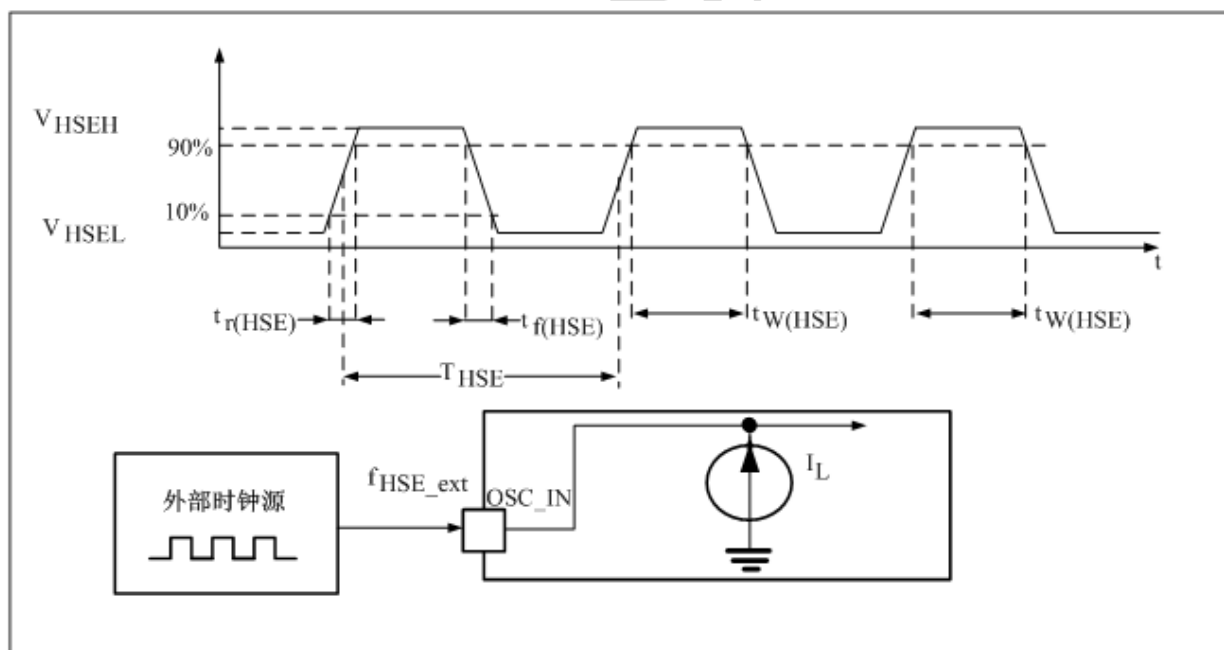 V HSEH
90%
10%
V HSEL
t
t r(HSE)
t f(HSE)
t W(HSE)
t W(HSE)
T HSE
外部时钟源
f HSE_ext
OSC_IN
I L